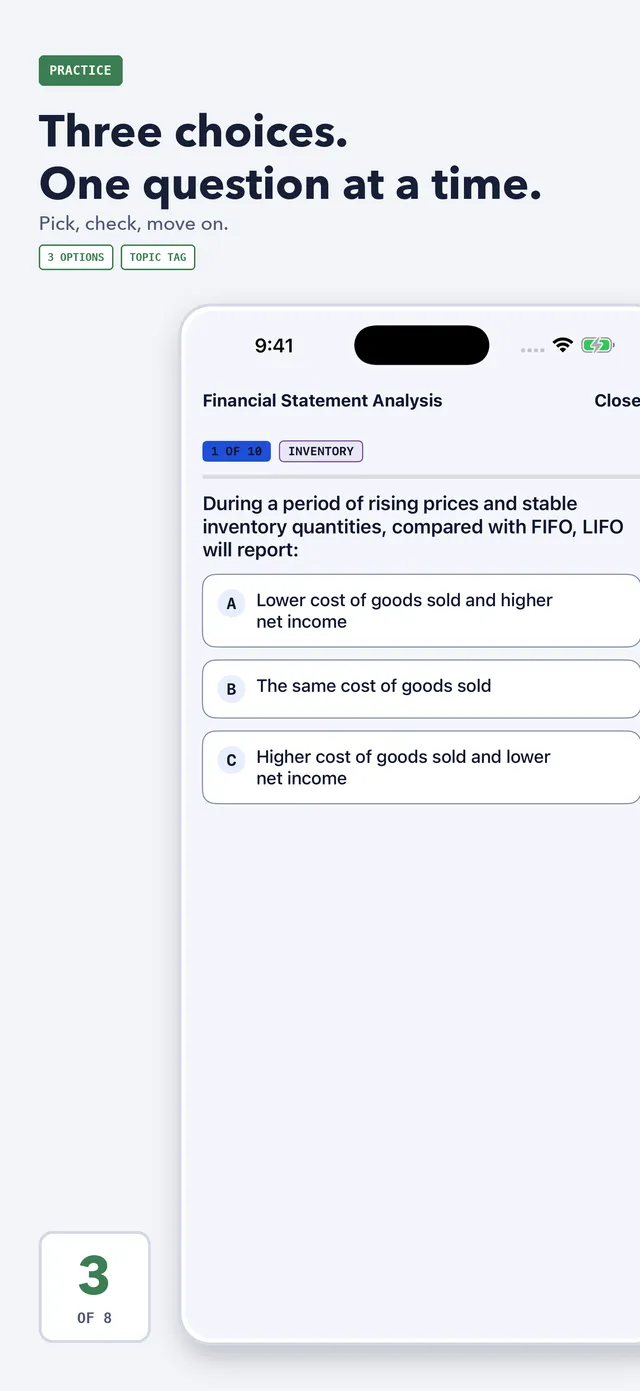 PRACTICE
Three choices.
One question at a time.
Pick, check, move on.
3 OPTIONS
TOPIC TAG
9:41
Financial Statement Analysis
Close
1 OF 10
INVENTORY
During a period of rising prices and stable
inventory quantities, compared with FIFO, LIFO
will report:
A
Lower cost of goods sold and higher
net income
B
The same cost of goods sold
C
Higher cost of goods sold and lower
net income
3
OF 8